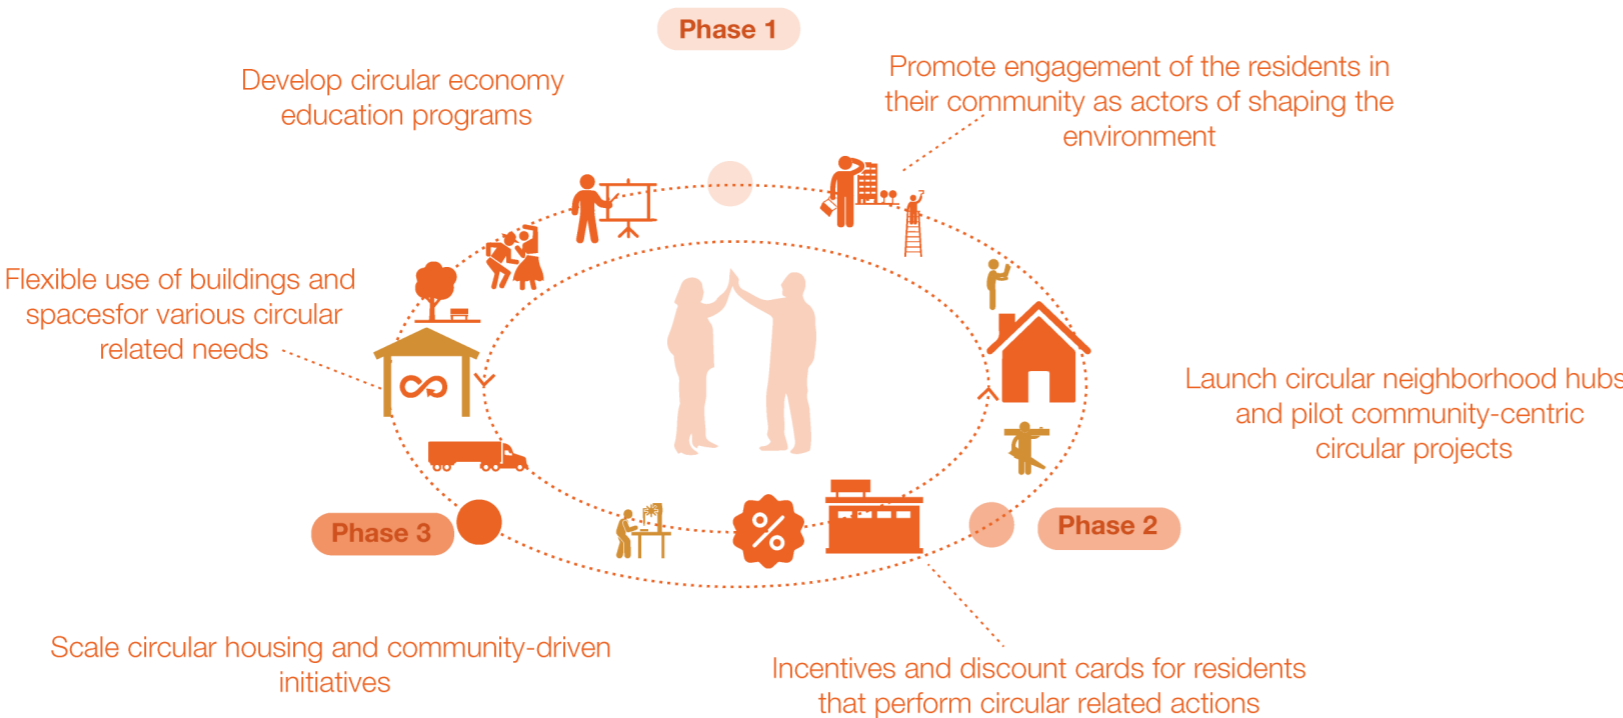 Phase 1
Develop circular economy
education programs
Promote engagement of the residents in
their community as actors of shaping the
environment
Flexible use of buildings and
spacesfor various circular
related needs
Launch circular neighborhood hubs
and pilot community-centric
circular projects
%
Phase 3
Phase 2
Scale circular housing and community-driven
initiatives
Incentives and discount cards for residents
that perform circular related actions